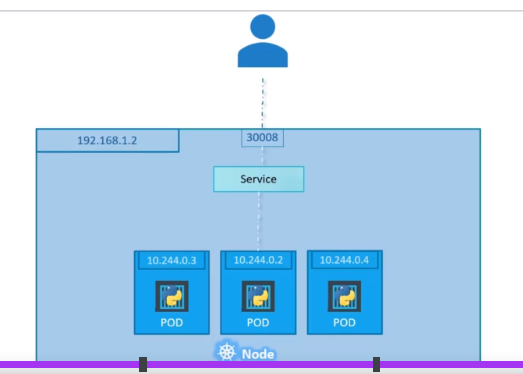 192.168.1.2
30008
Service
10.244.0.3
10.244.0.2
10.244.0.4
POD
POD
POD
Node